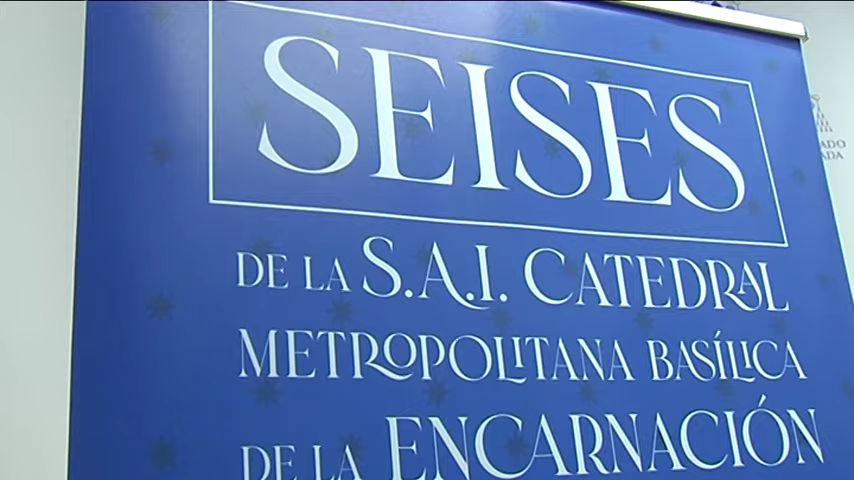 SEISES
DE LA S.A.I. CATEDRAL
METROPOLITANA BASÍLICA
DE LA ENCARNACIÓN